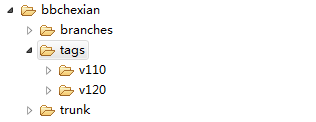 bbchexian
branches
tags
v110
v120
trunk